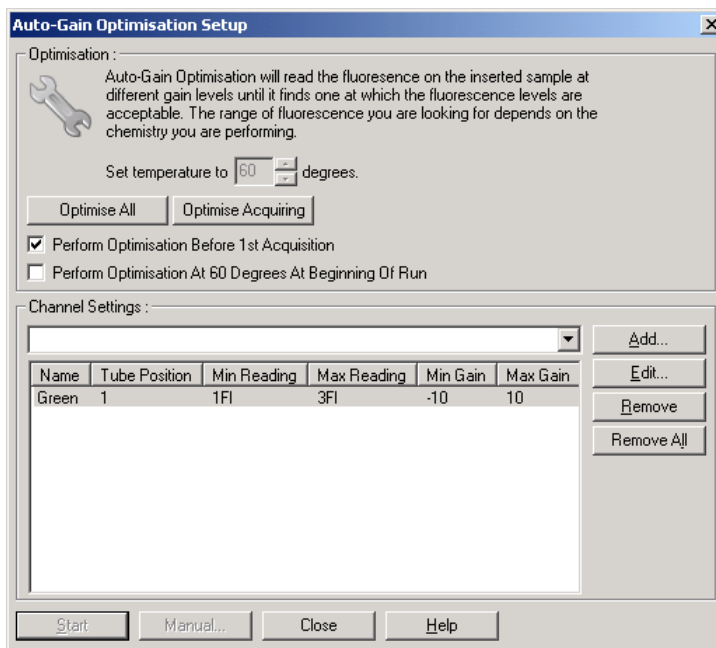 Auto-Gain Optimisation Setup
Optimisation :
Auto-Gain Optimisation will read the fluoresence on the inserted sample at
different gain levels until it finds one at which the fluorescence levels are
acceptable. The range of fluorescence you are looking for depends on the
chemistry you are performing.
Set temperature to 60 degrees.
Optimise All Optimise Acquiring
Perform Optimisation Before 1st Acquisition
Perform Optimisation At 60 Degrees At Beginning Of Run
Channel Settings :
Add...
Name Tube Position Min Reading Max Reading Min Gain Max Gain
Edit...
Green 1 1Fl 3Fl -10 10
Remove
Remove All
Start Manual... Close Help